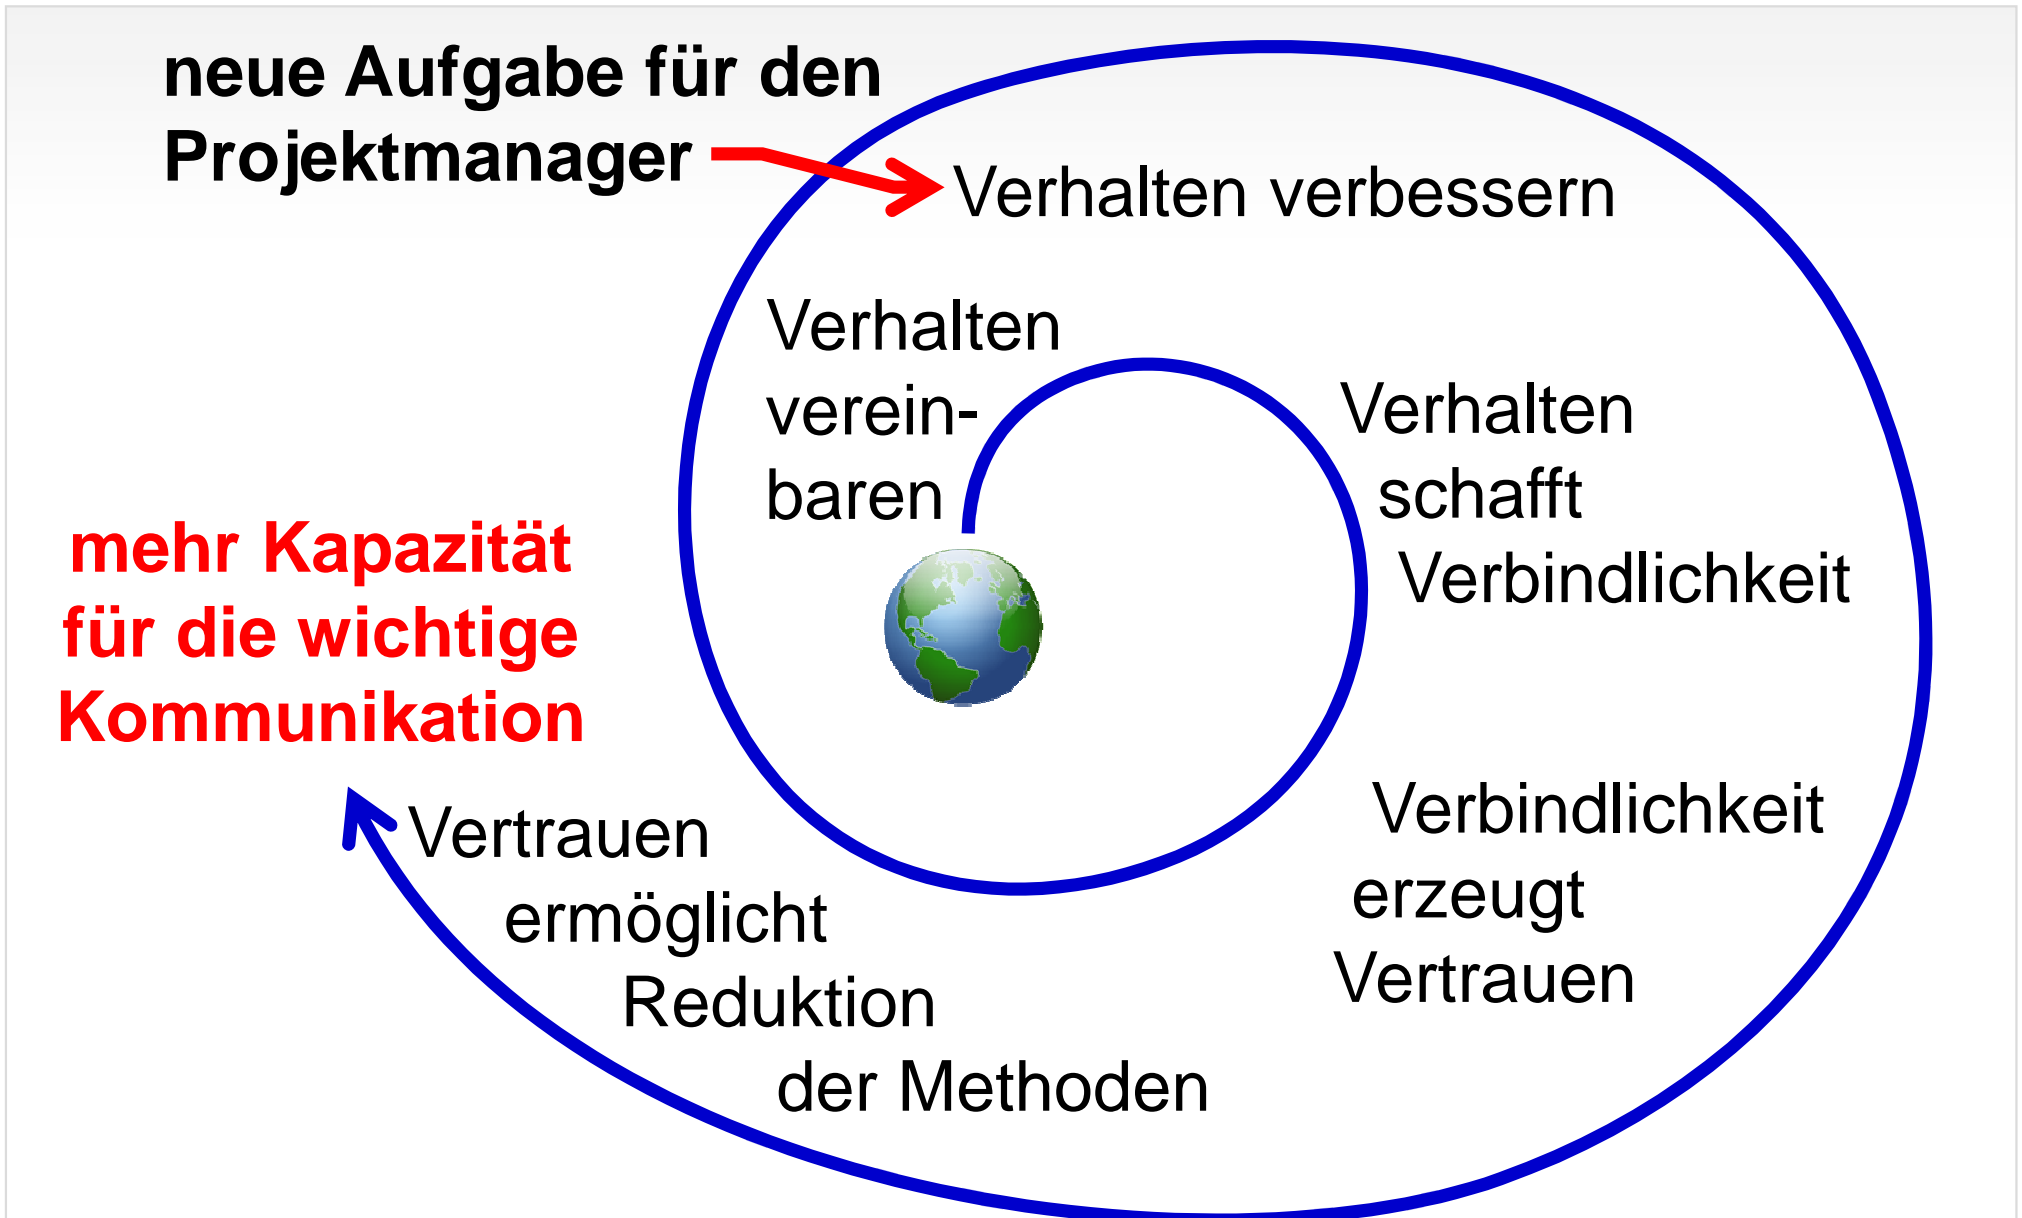 neue Aufgabe für den
Projektmanager
Verhalten verbessern
Verhalten
verein-
baren
Verhalten
schafft
Verbindlichkeit
Verbindlichkeit
erzeugt
Vertrauen
Vertrauen
ermöglicht
Reduktion
der Methoden
mehr Kapazität
für die wichtige
Kommunikation